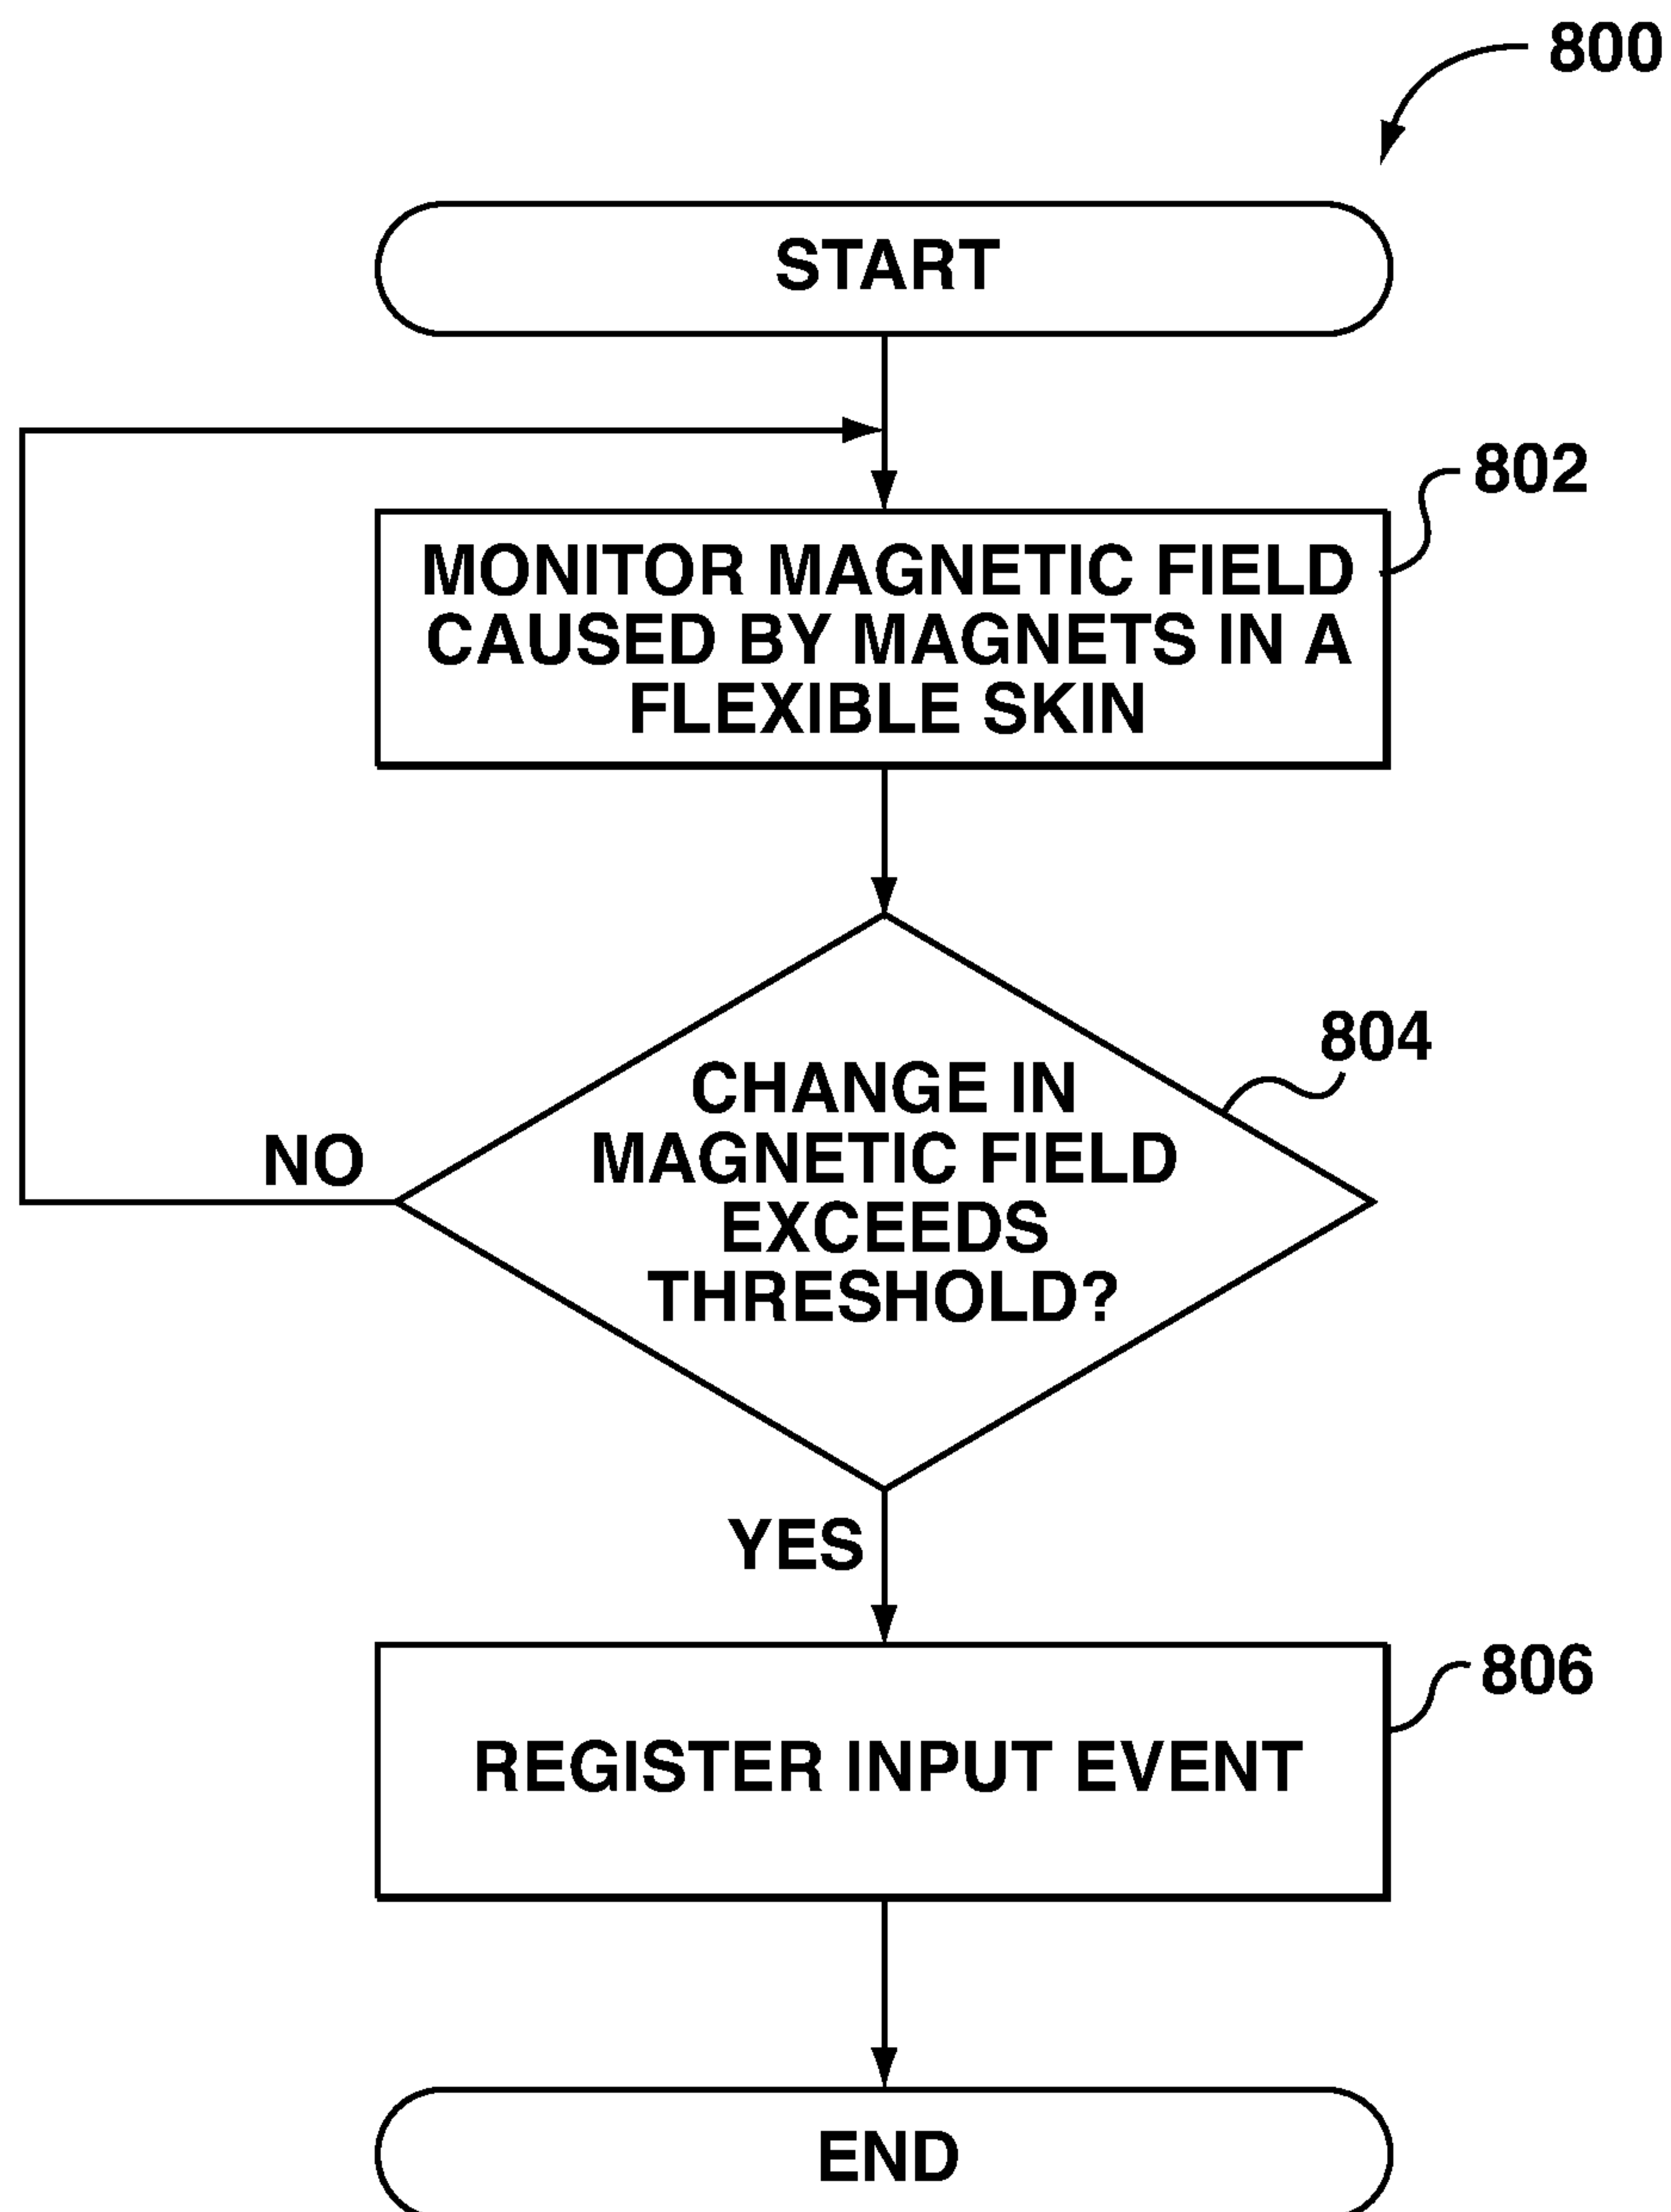 800
START
802
MONITOR MAGNETIC FIELD
CAUSED BY MAGNETS IN A
FLEXIBLE SKIN
804
CHANGE IN
MAGNETIC FIELD
EXCEEDS
THRESHOLD?
NO
YES
806
REGISTER INPUT EVENT
END